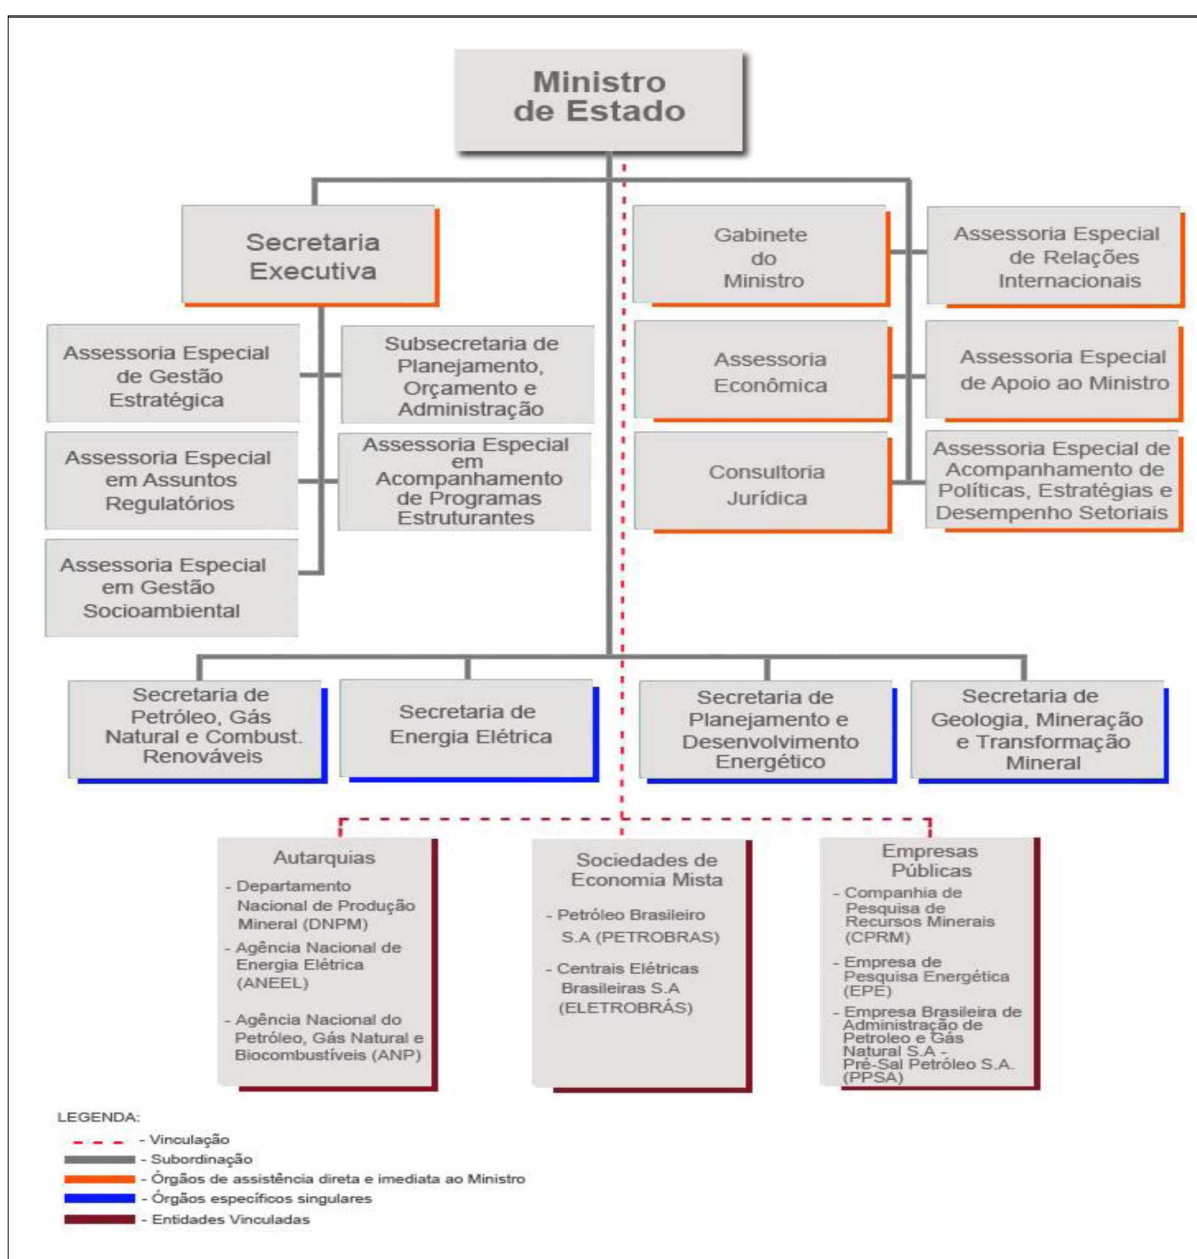 Ministro
de Estado
Secretaria
Executiva
Gabinete
do
Ministro
Assessoria Especial
de Relações
Internacionais
Assessoria Especial
de Gestão
Estratégica
Subsecretaria de
Planejamento,
Orçamento e
Administração
Assessoria
Econômica
Assessoria Especial
de Apoio ao Ministro
Assessoria Especial
em Assuntos
Regulatórios
Assessoria Especial
em
Acompanhamento
de Programas
Estruturantes
Consultoria
Jurídica
Assessoria Especial de
Acompanhamento de
Políticas, Estratégias e
Desempenho Setoriais
Assessoria Especial
em Gestão
Socioambiental
Secretaria de
Petróleo, Gás
Natural e Combust.
Renováveis
Secretaria de
Energia Elétrica
Secretaria de
Planejamento e
Desenvolvimento
Energético
Secretaria de
Geologia, Mineração
e Transformação
Mineral
Autarquias
- Departamento
Nacional de Produção
Mineral (DNPM)
- Agência Nacional de
Energia Elétrica
(ANEEL)
- Agência Nacional do
Petróleo, Gás Natural e
Biocombustíveis (ANP)
Sociedades de
Economia Mista
- Petróleo Brasileiro
S.A (PETROBRAS)
- Centrais Elétricas
Brasileiras S.A
(ELETROBRÁS)
Empresas
Públicas
- Companhia de
Pesquisa de
Recursos Minerais
(CPRM)
- Empresa de
Pesquisa Energética
(EPE)
- Empresa Brasileira de
Administração de
Petroleo e Gás
Natural S.A -
Pré-Sal Petróleo S.A.
(PPSA)
LEGENDA:
- Vinculação
- Subordinação
- Órgãos de assistência direta e imediata ao Ministro
- Órgãos específicos singulares
- Entidades Vinculadas